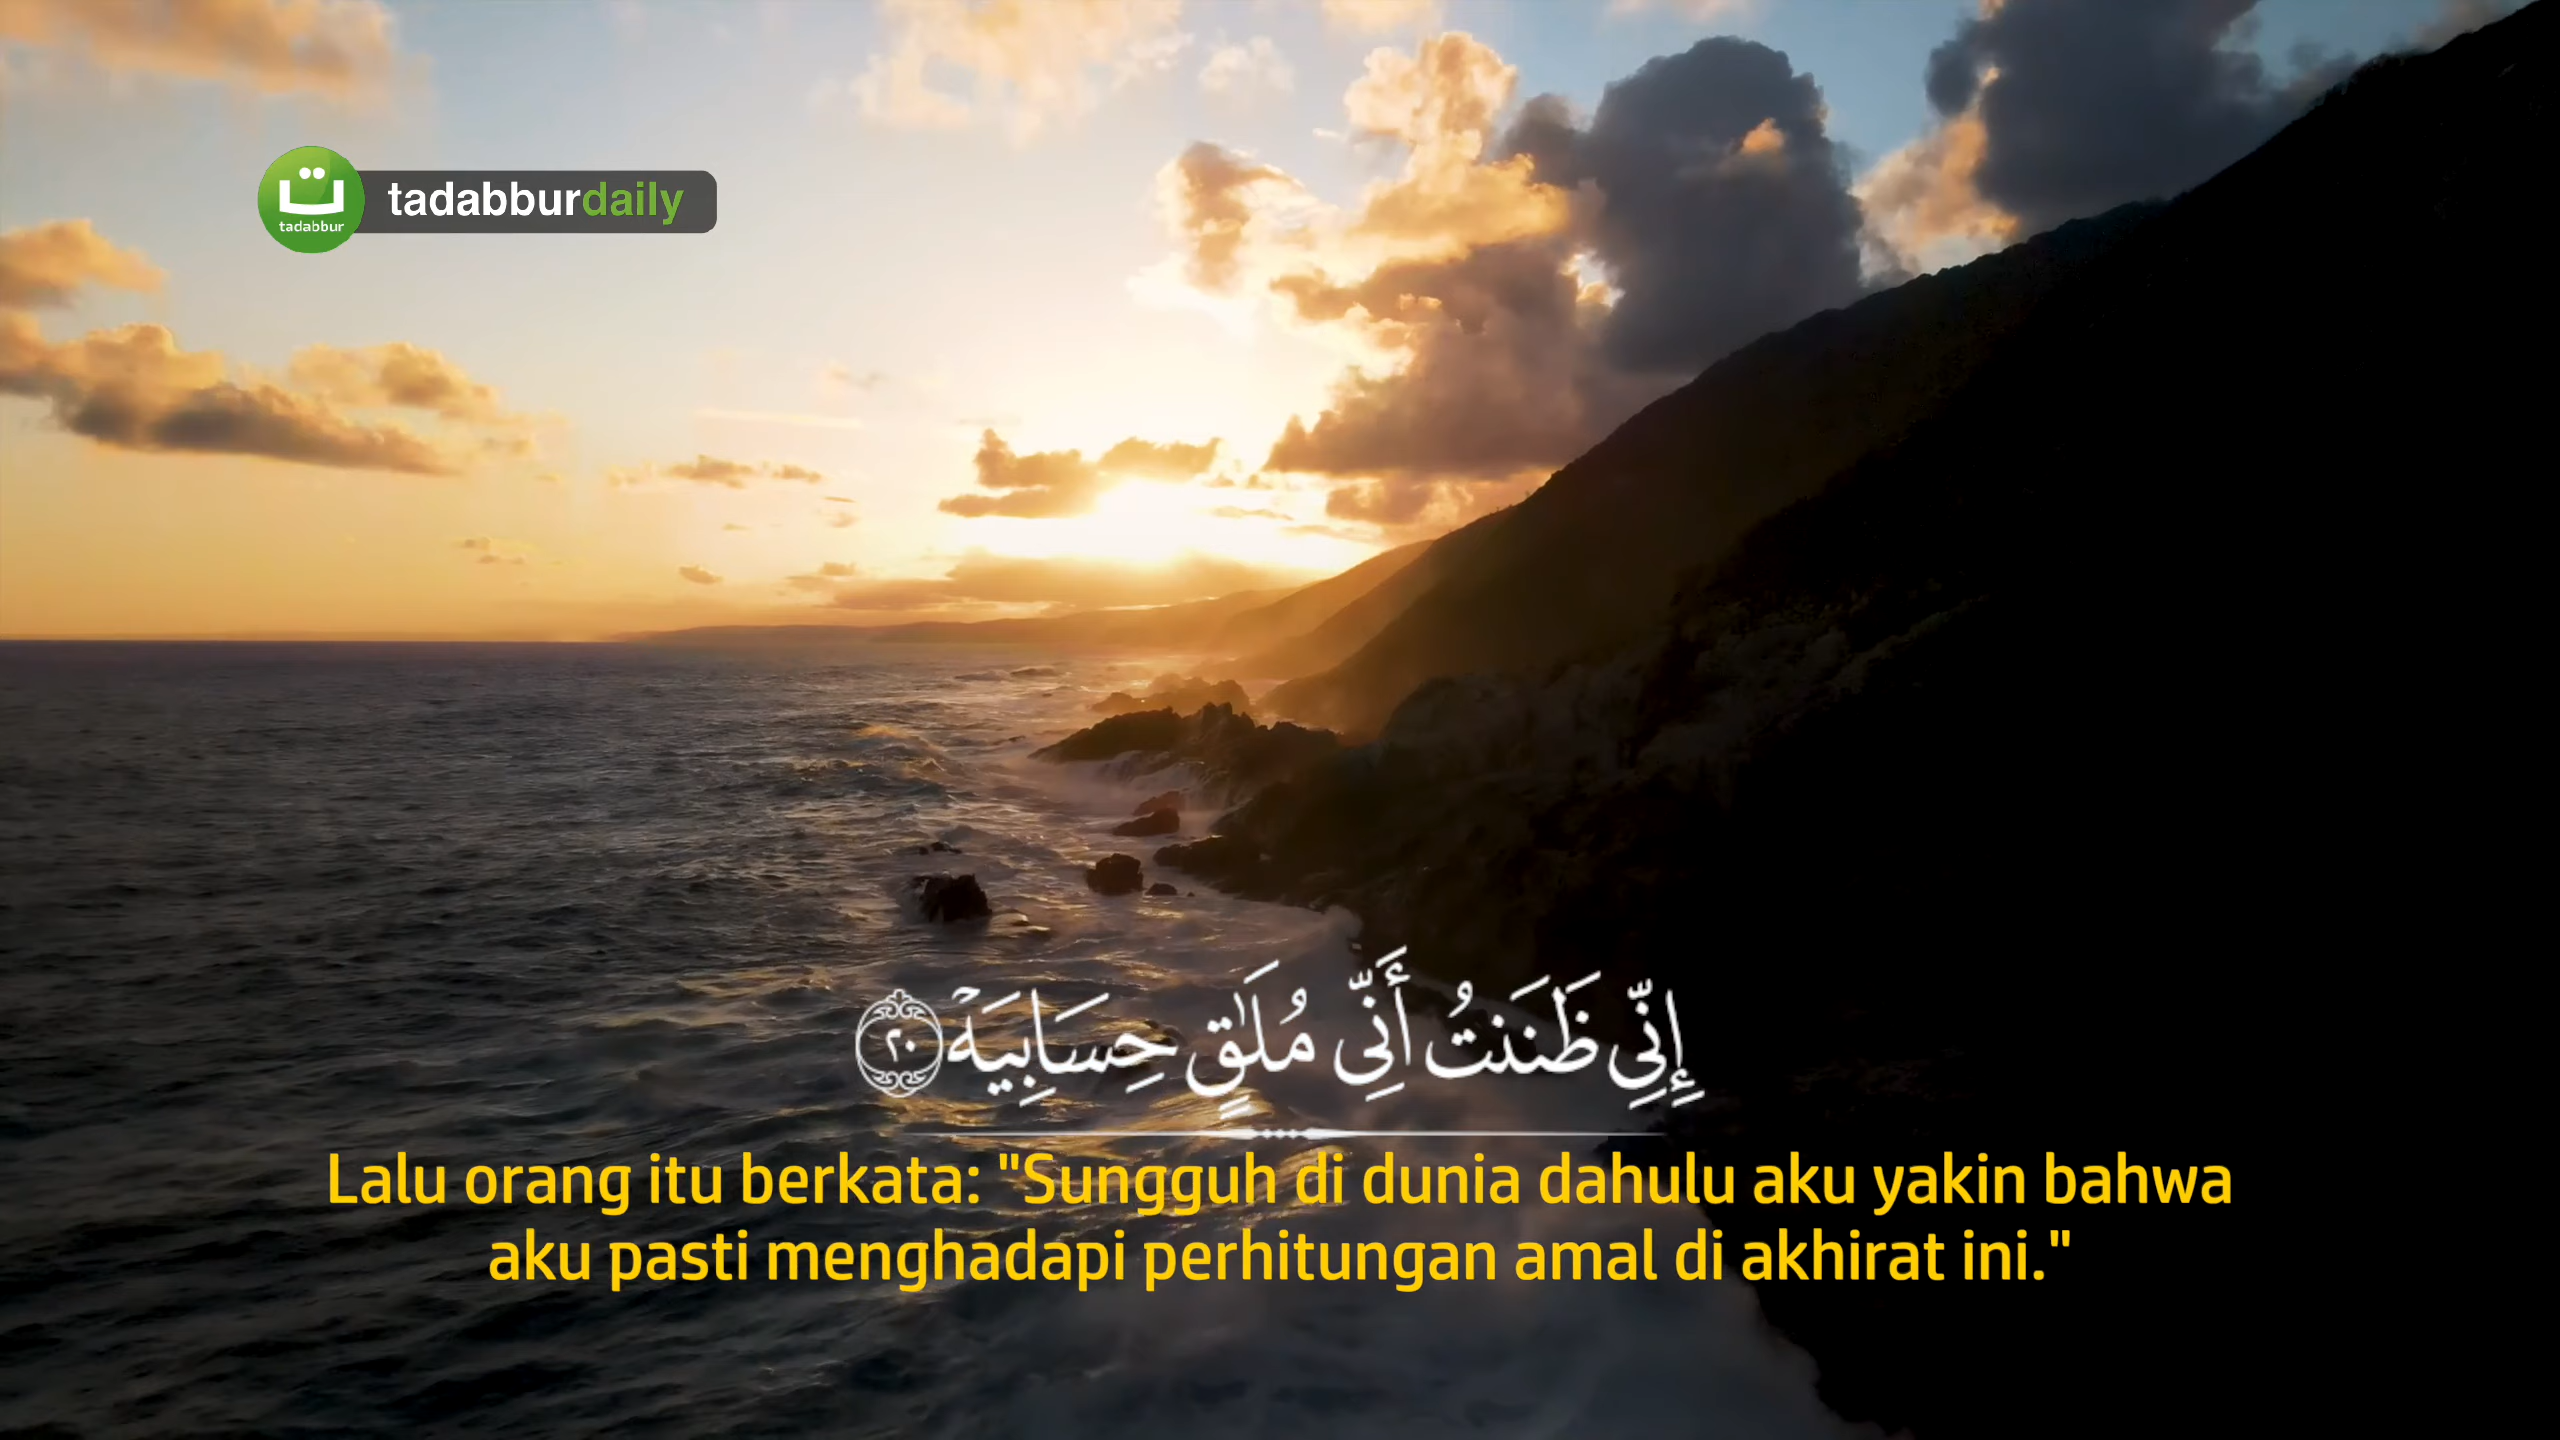 ت
tadabbur
tadabburdaily
إِنِّي ظَنَنتُ أَنِّي مُلَٰقٍ حِسَابِيَهۡ ٢٠
Lalu orang itu berkata: "Sungguh di dunia dahulu aku yakin bahwa
aku pasti menghadapi perhitungan amal di akhirat ini."